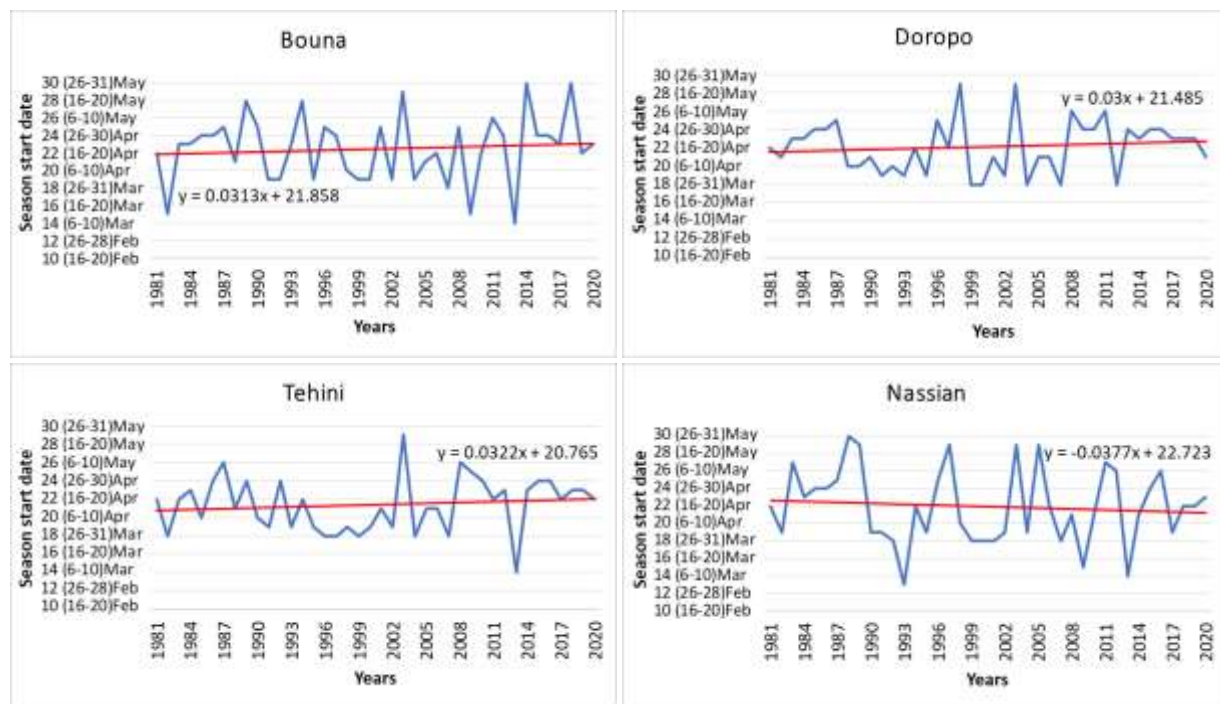 Bouna
Season start date
30 (26-31)May
28 (16-20)May
26 (6-10)May
24 (26-30)Apr
22 (16-20)Apr
20 (6-10)Apr
18 (26-31)Mar
16 (16-20)Mar
14 (6-10)Mar
12 (26-28)Feb
10 (16-20)Feb
y = 0.0313x + 21.858
1981 1984 1987 1990 1993 1996 1999 2002 2005 2008 2011 2014 2017 2020
Years
Doropo
Season start date
30 (26-31)May
28 (16-20)May
26 (6-10)May
24 (26-30)Apr
22 (16-20)Apr
20 (6-10)Apr
18 (26-31)Mar
16 (16-20)Mar
14 (6-10)Mar
12 (26-28)Feb
10 (16-20)Feb
y = 0.03x + 21.485
1981 1984 1987 1990 1993 1996 1999 2002 2005 2008 2011 2014 2017 2020
Years
Tehini
Season start date
30 (26-31)May
28 (16-20)May
26 (6-10)May
24 (26-30)Apr
22 (16-20)Apr
20 (6-10)Apr
18 (26-31)Mar
16 (16-20)Mar
14 (6-10)Mar
12 (26-28)Feb
10 (16-20)Feb
y = 0.0322x + 20.765
1981 1984 1987 1990 1993 1996 1999 2002 2005 2008 2011 2014 2017 2020
Years
Nassian
Season start date
30 (26-31)May
28 (16-20)May
26 (6-10)May
24 (26-30)Apr
22 (16-20)Apr
20 (6-10)Apr
18 (26-31)Mar
16 (16-20)Mar
14 (6-10)Mar
12 (26-28)Feb
10 (16-20)Feb
y = -0.0377x + 22.723
1981 1984 1987 1990 1993 1996 1999 2002 2005 2008 2011 2014 2017 2020
Years